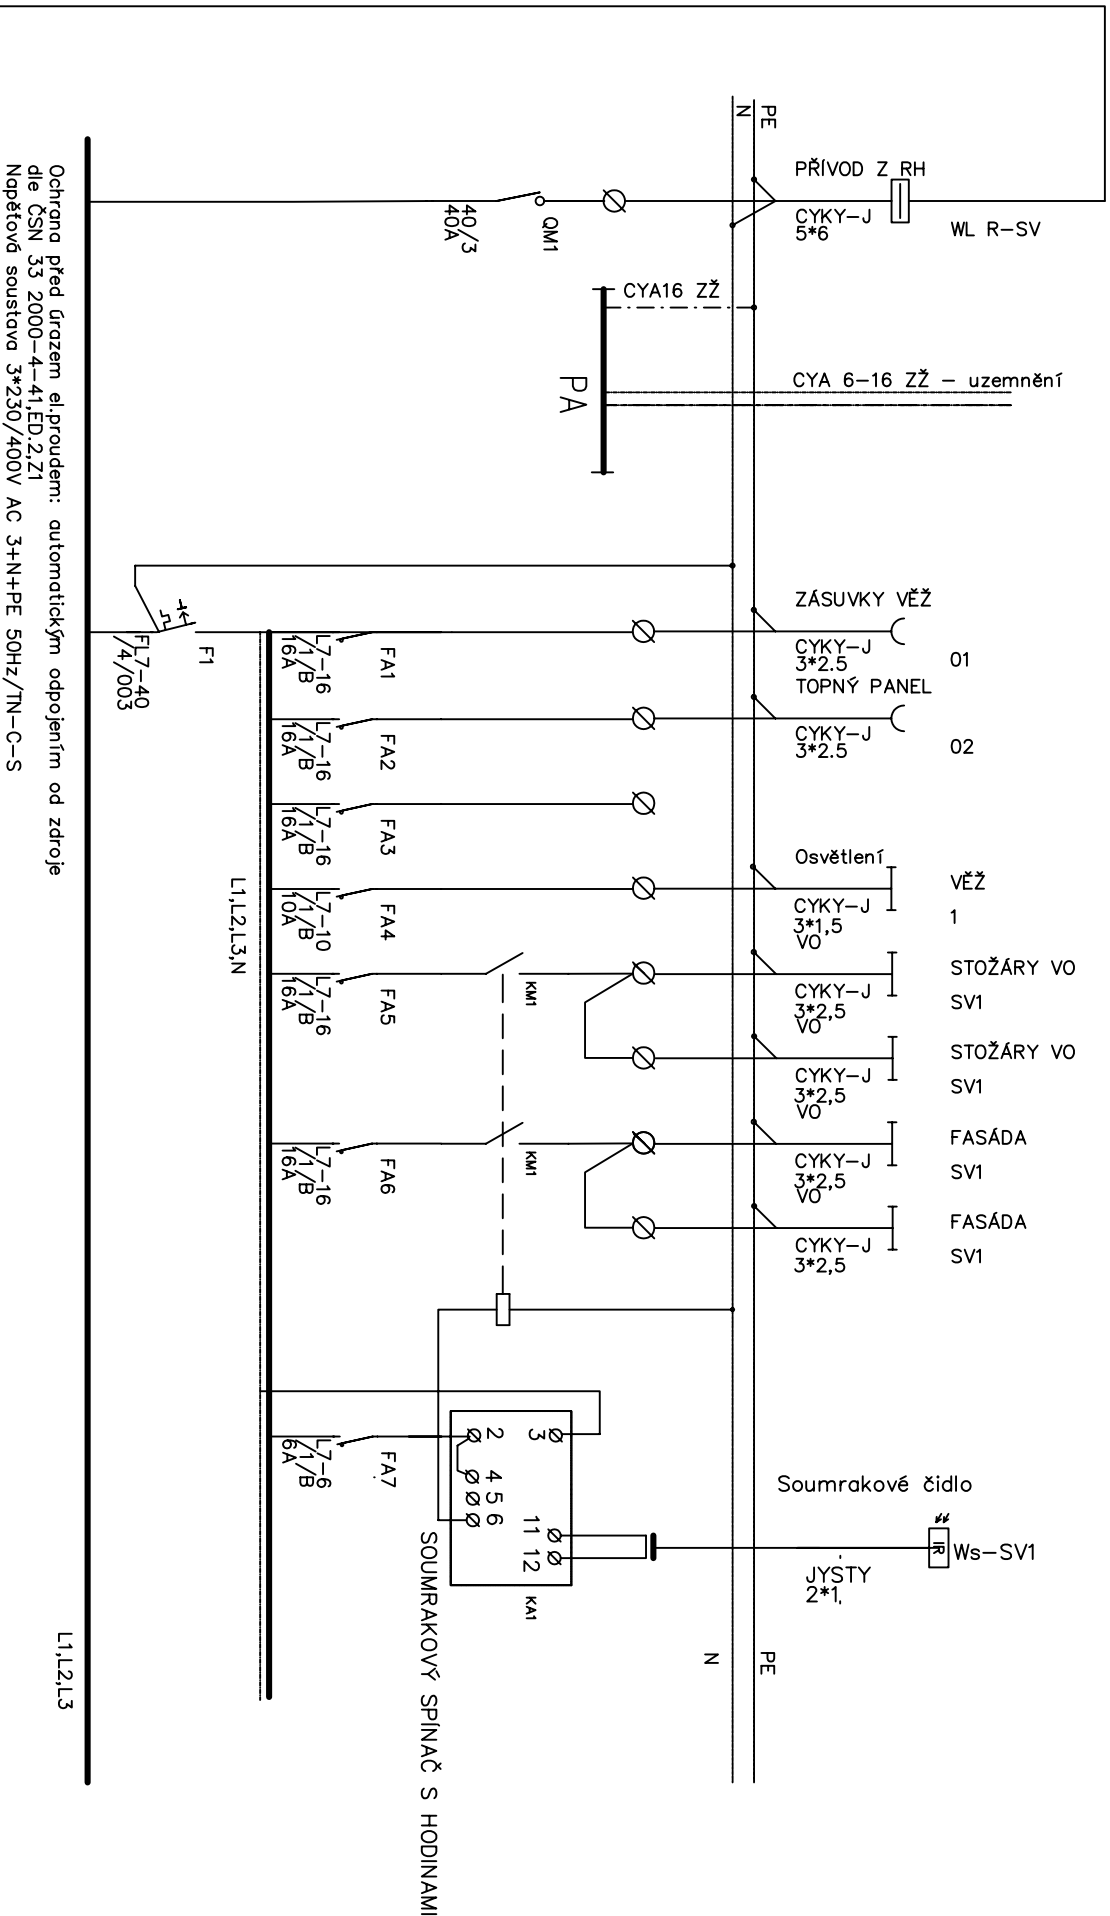 PE
N
PŘÍVOD Z RH
CYKY-J
5*6
WL R-SV
QM1
40/3
40A
CYA16 ZŽ
CYA 6-16 ZŽ - uzemnění
PA
ZÁSUVKY VĚŽ
CYKY-J
3*2.5
01
TOPNÝ PANEL
CYKY-J
3*2.5
02
Osvětlení
CYKY-J
3*1,5
VĚŽ
1
VO
CYKY-J
3*2,5
STOŽÁRY VO
SV1
VO
CYKY-J
3*2,5
STOŽÁRY VO
SV1
VO
CYKY-J
3*2,5
FASÁDA
SV1
VO
CYKY-J
3*2,5
FASÁDA
SV1
F1
FL7-40
/4/003
FA1
L7-16
/1/B
16A
FA2
L7-16
/1/B
16A
FA3
L7-16
/1/B
16A
FA4
L7-10
/1/B
10A
FA5
L7-16
/1/B
16A
FA6
L7-16
/1/B
16A
FA7
L7-6
/1/B
6A
KM1
KM1
L1,L2,L3,N
2
3
4
5
6
11
12
KA1
SOUMRAKOVÝ SPÍNAČ S HODINAMI
Soumrakové čidlo
IR
Ws-SV1
JYSTY
2*1,
PE
N
L1,L2,L3
Ochrana před úrazem el.proudem: automatickým odpojením od zdroje
dle ČSN 33 2000-4-41,ED.2,Z1
Napěťová soustava 3*230/400V AC 3+N+PE 50Hz/TN-C-S